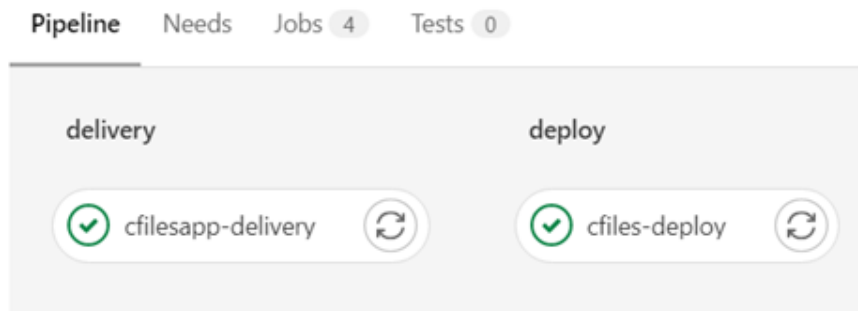 Pipeline Needs Jobs 4 Tests 0
delivery deploy
cfilesapp-delivery cfiles-deploy